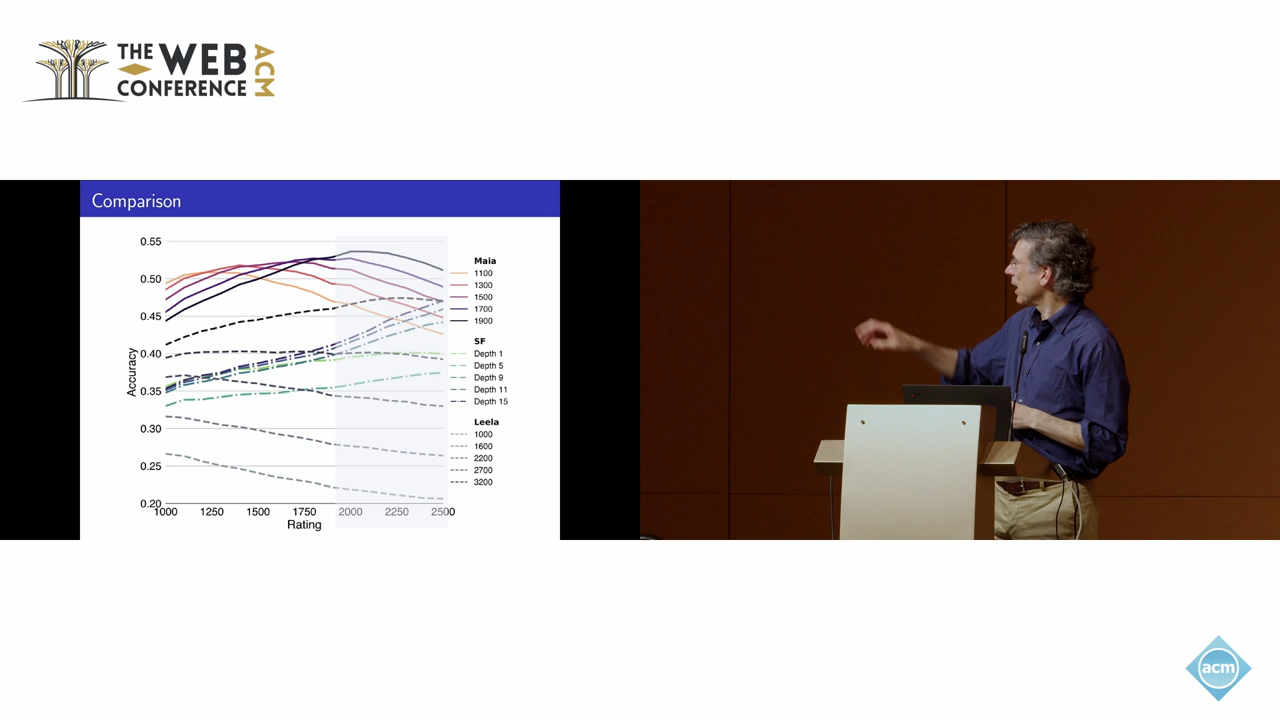 THE WEB
CONFERENCE
ACM
Comparison
0.55
0.50
0.45
0.40
0.35
0.30
0.25
0.20
Accuracy
1000 1250 1500 1750 2000 2250 2500
Rating
Maia
1100
1300
1500
1700
1900
SF
Depth 1
Depth 5
Depth 9
Depth 11
Depth 15
Leela
1000
1600
2200
2700
3200
acm